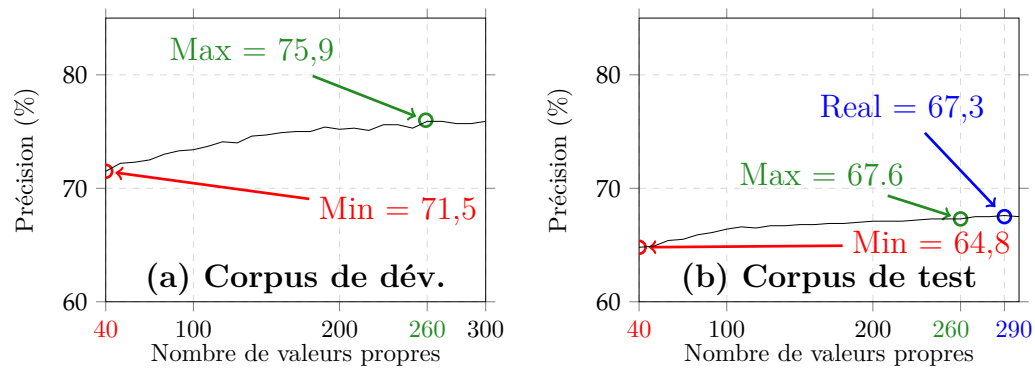 Max = 75,9
80
70
60
Précision (%)
Min = 71,5
(a) Corpus de dév.
40
100
200
260
300
Nombre de valeurs propres
80
70
60
Précision (%)
Real = 67,3
Max = 67.6
Min = 64,8
(b) Corpus de test
40
100
200
260
290
Nombre de valeurs propres